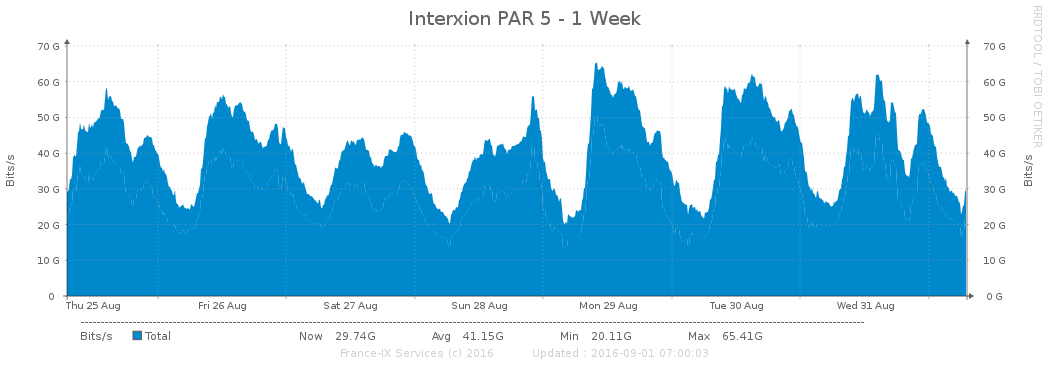 Interxion PAR 5 - 1 Week
RRDTOOL / TOBI OETIKER
70 G 70 G
60 G 60 G
50 G 50 G
40 G 40 G
30 G 30 G
20 G 20 G
10 G 10 G
0 0 G
Bits/s
Bits/s
Thu 25 Aug Fri 26 Aug Sat 27 Aug Sun 28 Aug Mon 29 Aug Tue 30 Aug Wed 31 Aug
Bits/s Total Now 29.74G Avg 41.15G Min 20.11G Max 65.41G
France-IX Services (c) 2016 Updated : 2016-09-01 07:00:03